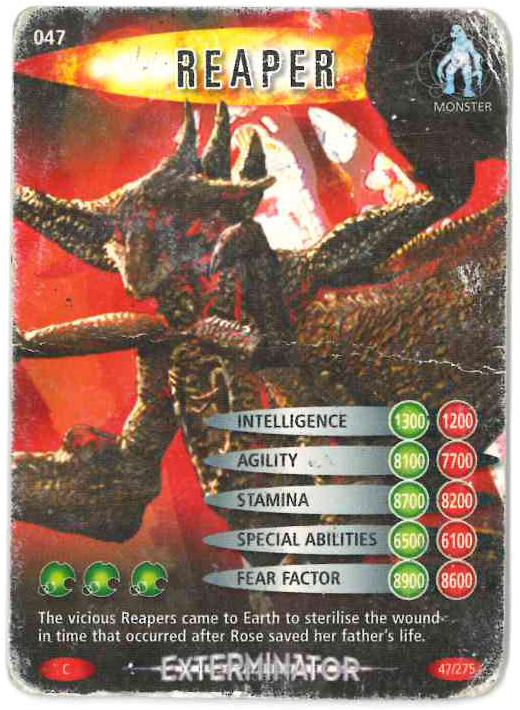 047
REAPER
MONSTER
INTELLIGENCE 1300 1200
AGILITY 8100 7700
STAMINA 8700 8200
SPECIAL ABILITIES 6500 6100
FEAR FACTOR 8900 8600
The vicious Reapers came to Earth to sterilise the wound
in time that occurred after Rose saved her father's life.
C EXTERMINATOR 47/275